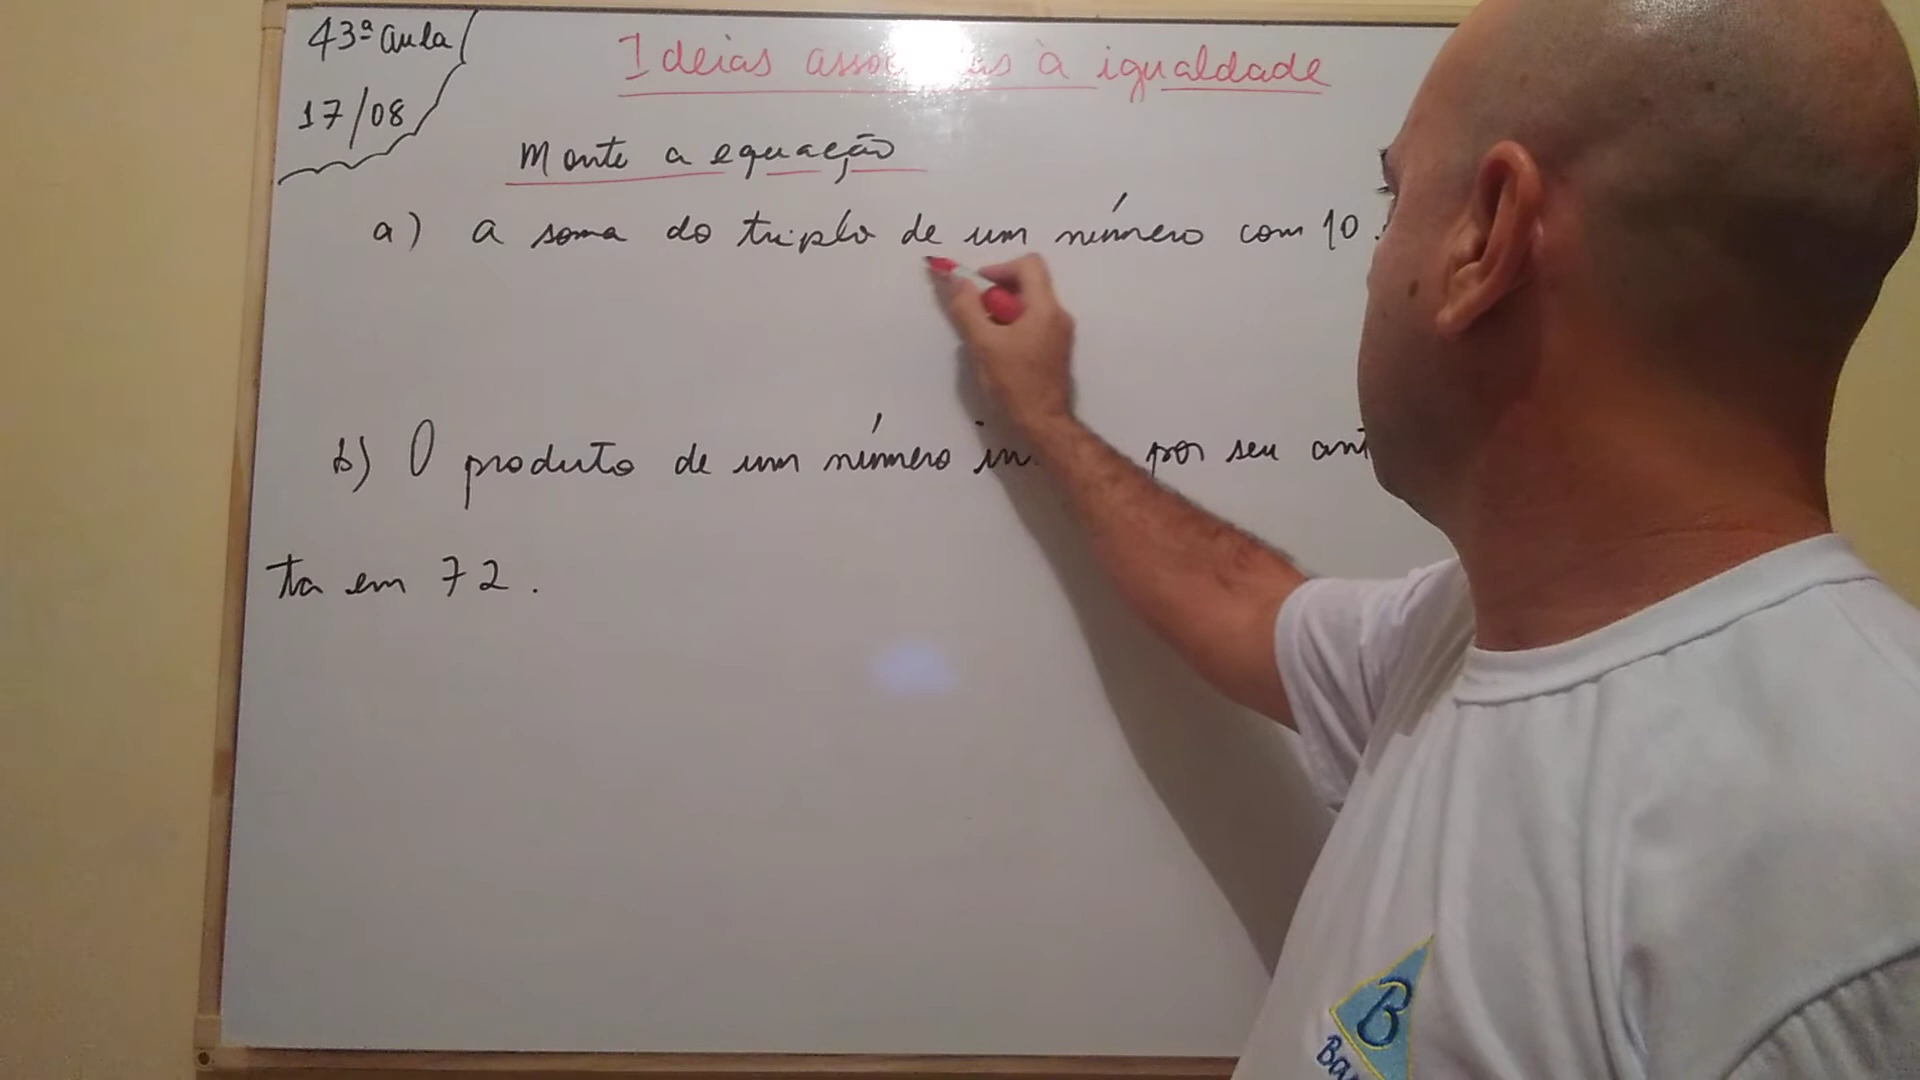 43ª aula
17/08
Ideias à igualdade
Monte a equação
a) a soma do triplo de um número com 10.
b) O produto de um número por seu
ta em 72.
B